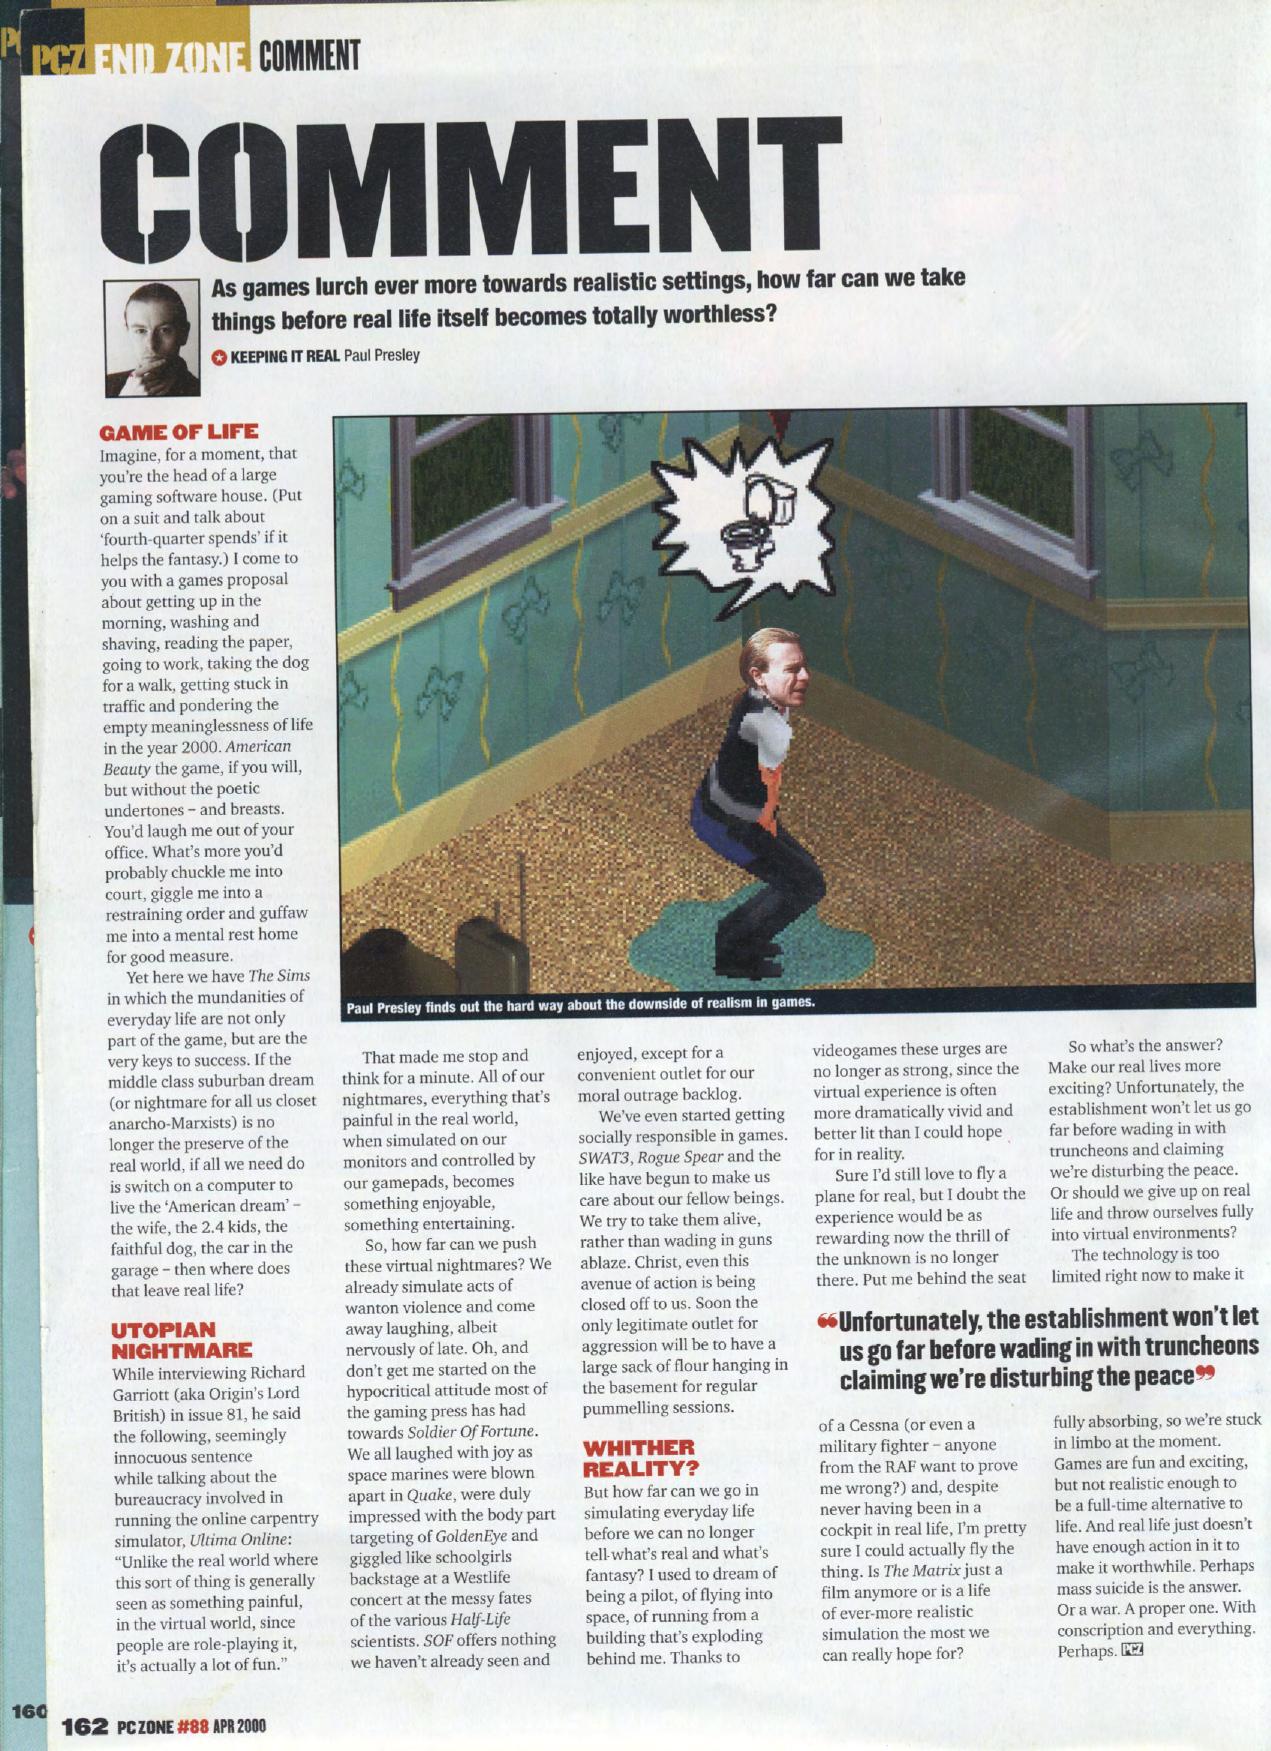 PCZ END ZONE COMMENT
COMMENT
As games lurch ever more towards realistic settings, how far can we take
things before real life itself becomes totally worthless?
KEEPING IT REAL Paul Presley
GAME OF LIFE
Imagine, for a moment, that
you're the head of a large
gaming software house. (Put
on a suit and talk about
‘fourth-quarter spends’ if it
helps the fantasy.) I come to
you with a games proposal
about getting up in the
morning, washing and
shaving, reading the paper,
going to work, taking the dog
for a walk, getting stuck in
traffic and pondering the
empty meaninglessness of life
in the year 2000. American
Beauty the game, if you will,
but without the poetic
undertones – and breasts.
You'd laugh me out of your
office. What's more you'd
probably chuckle me into
court, giggle me into a
restraining order and guffaw
me into a mental rest home
for good measure.
Yet here we have The Sims
in which the mundanities of
everyday life are not only
part of the game, but are the
very keys to success. If the
middle class suburban dream
(or nightmare for all us closet
anarcho-Marxists) is no
longer the preserve of the
real world, if all we need do
is switch on a computer to
live the ‘American dream’ –
the wife, the 2.4 kids, the
faithful dog, the car in the
garage – then where does
that leave real life?
UTOPIAN
NIGHTMARE
While interviewing Richard
Garriott (aka Origin's Lord
British) in issue 81, he said
the following, seemingly
innocuous sentence
while talking about the
bureaucracy involved in
running the online carpentry
simulator, Ultima Online:
“Unlike the real world where
this sort of thing is generally
seen as something painful,
in the virtual world, since
people are role-playing it,
it's actually a lot of fun.”
Paul Presley finds out the hard way about the downside of realism in games.
That made me stop and
think for a minute. All of our
nightmares, everything that's
painful in the real world,
when simulated on our
monitors and controlled by
our gamepads, becomes
something enjoyable,
something entertaining.
So, how far can we push
these virtual nightmares? We
already simulate acts of
wanton violence and come
away laughing, albeit
nervously of late. Oh, and
don't get me started on the
hypocritical attitude most of
the gaming press has had
towards Soldier Of Fortune.
We all laughed with joy as
space marines were blown
apart in Quake, were duly
impressed with the body part
targeting of GoldenEye and
giggled like schoolgirls
backstage at a Westlife
concert at the messy fates
of the various Half-Life
scientists. SOF offers nothing
we haven't already seen and
enjoyed, except for a
convenient outlet for our
moral outrage backlog.
We've even started getting
socially responsible in games.
SWAT3, Rogue Spear and the
like have begun to make us
care about our fellow beings.
We try to take them alive,
rather than wading in guns
ablaze. Christ, even this
avenue of action is being
closed off to us. Soon the
only legitimate outlet for
aggression will be to have a
large sack of flour hanging in
the basement for regular
pummelling sessions.
WHITHER
REALITY?
But how far can we go in
simulating everyday life
before we can no longer
tell what's real and what's
fantasy? I used to dream of
being a pilot, of flying into
space, of running from a
building that's exploding
behind me. Thanks to
videogames these urges are
no longer as strong, since the
virtual experience is often
more dramatically vivid and
better lit than I could hope
for in reality.
Sure I'd still love to fly a
plane for real, but I doubt the
experience would be as
rewarding now the thrill of
the unknown is no longer
there. Put me behind the seat
of a Cessna (or even a
military fighter – anyone
from the RAF want to prove
me wrong?) and, despite
never having been in a
cockpit in real life, I'm pretty
sure I could actually fly the
thing. Is The Matrix just a
film anymore or is a life
of ever-more realistic
simulation the most we
can really hope for?
So what's the answer?
Make our real lives more
exciting? Unfortunately, the
establishment won't let us go
far before wading in with
truncheons and claiming
we're disturbing the peace.
Or should we give up on real
life and throw ourselves fully
into virtual environments?
The technology is too
limited right now to make it
“Unfortunately, the establishment won't let
us go far before wading in with truncheons
claiming we're disturbing the peace”
fully absorbing, so we're stuck
in limbo at the moment.
Games are fun and exciting,
but not realistic enough to
be a full-time alternative to
life. And real life just doesn't
have enough action in it to
make it worthwhile. Perhaps
mass suicide is the answer.
Or a war. A proper one. With
conscription and everything.
Perhaps.
160
162 PC ZONE #88 APR 2000